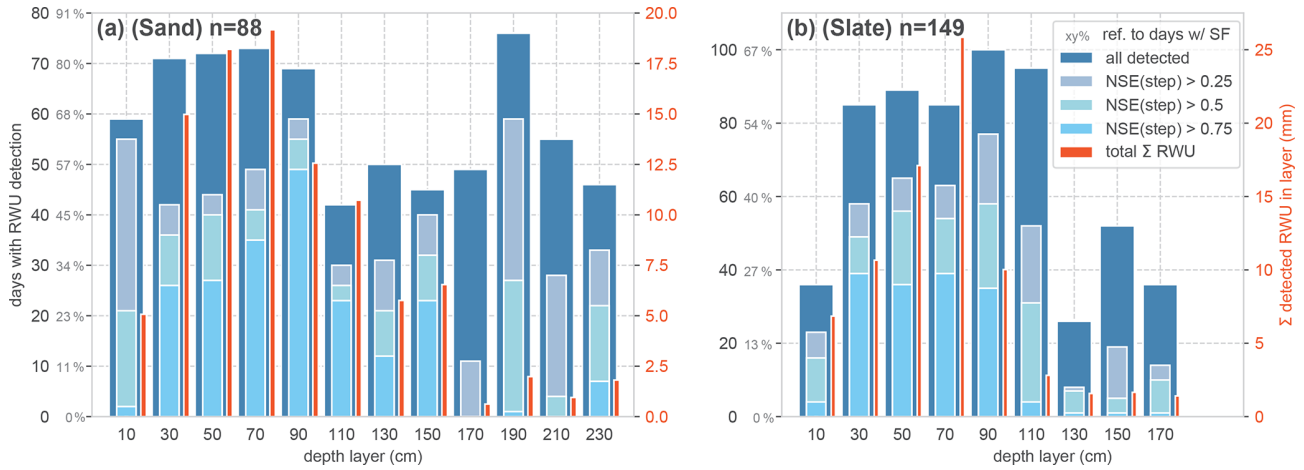 (a) (Sand) n=88
80 91 % 20.0
70 80 % 17.5
60 68 % 15.0
50 57 % 12.5
40 45 % 10.0
30 34 % 7.5
20 23 % 5.0
10 11 % 2.5
0 0 % 0.0
days with RWU detection
10 30 50 70 90 110 130 150 170 190 210 230
depth layer (cm)
(b) (Slate) n=149
100 67 % 25
80 54 % 20
60 40 % 15
40 27 % 10
20 13 % 5
0 0 % 0
xy% ref. to days w/ SF
all detected
NSE(step) > 0.25
NSE(step) > 0.5
NSE(step) > 0.75
total Σ RWU
10 30 50 70 90 110 130 150 170
depth layer (cm)
Σ detected RWU in layer (mm)